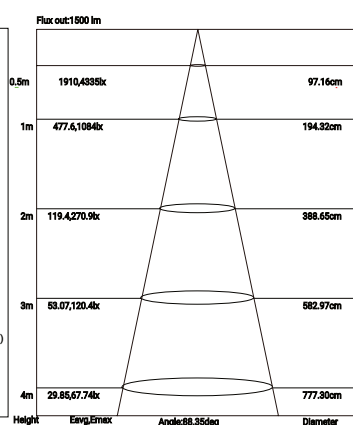 Flux out:1500 lm
0.5m 1910,4335lx 97.16cm
1m 477.6,1084lx 194.32cm
2m 119.4,270.9lx 388.65cm
3m 53.07,120.4lx 582.97cm
)
4m 29.85,67.74lx 777.30cm
Height Eavg,Emax Angle:88.35deg Diameter